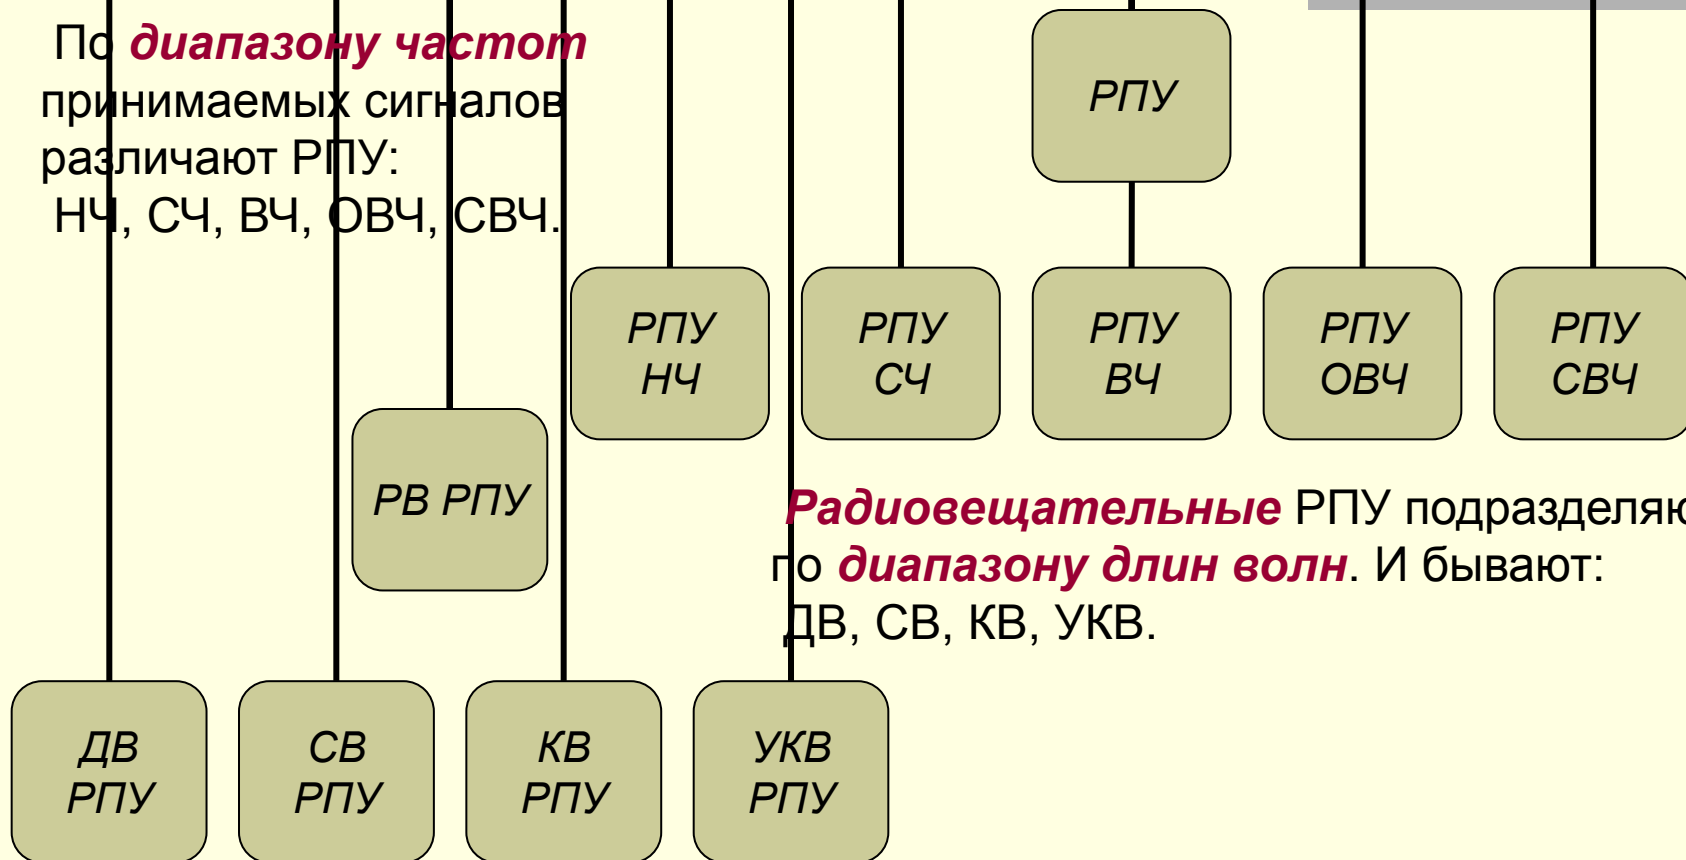 По диапазону частот
принимаемых сигналов
различают РПУ:
НЧ, СЧ, ВЧ, ОВЧ, СВЧ.
РПУ
РПУ
НЧ
РПУ
СЧ
РПУ
ВЧ
РПУ
ОВЧ
РПУ
СВЧ
РВ РПУ
Радиовещательные РПУ
по диапазону длин волн. И бывают:
ДВ, СВ, КВ, УКВ.
ДВ
РПУ
СВ
РПУ
КВ
РПУ
УКВ
РПУ